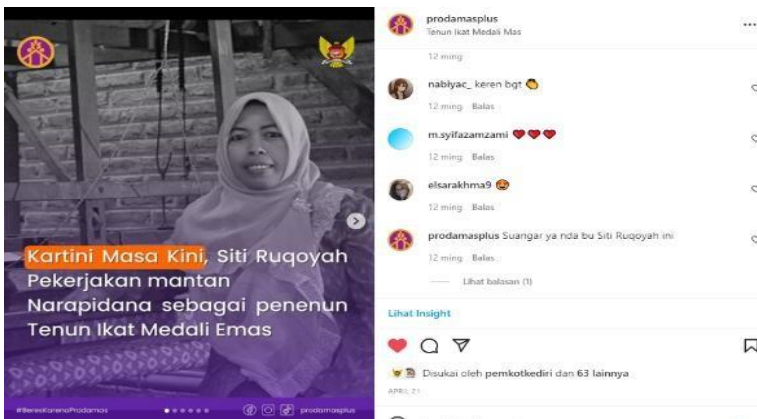 Kartini Masa Kini, Siti Ruqoyah
Pekerjakan mantan
Narapidana sebagai penenun
Tenun Ikat Medali Emas
#BeresKarenaProdamas
prodamasplus
prodamasplus
Tenun Ikat Medali Mas
12 ming
nabiyac_ keren bgt
12 ming Balas
m.syifazamzami
12 ming Balas
elsarakhma9
12 ming Balas
prodamasplus Suangar ya nda bu Siti Ruqoyah ini
12 ming Balas
Lihat balasan (1)
Lihat Insight
Disukai oleh pemkotkediri dan 63 lainnya
APRIL 21